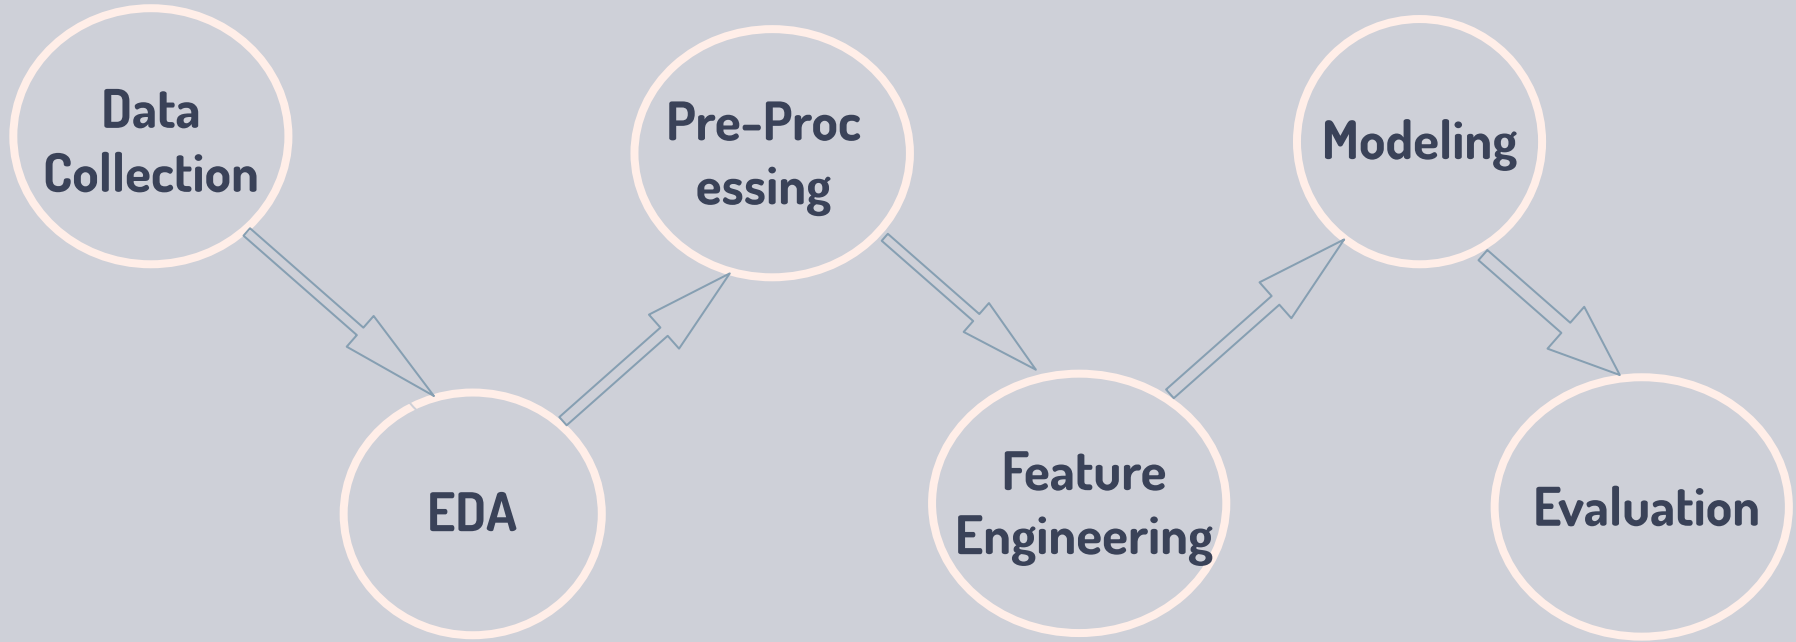 Data
Collection
EDA
Pre-Proc
essing
Feature
Engineering
Modeling
Evaluation